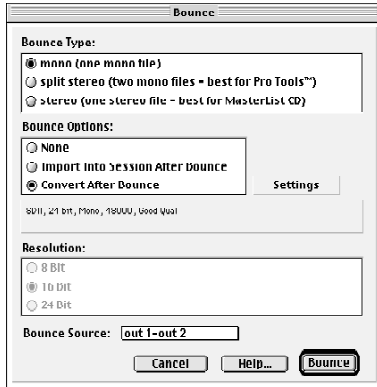 Bounce
Bounce Type:
mono (one mono file)
split stereo (two mono files - best for Pro Tools™)
stereo (one stereo file - best for MasterList CD)
Bounce Options:
None
Import Into Session After Bounce
Convert After Bounce
Settings
SDII, 24 bit, Mono, 48000, Good Qual
Resolution:
8 Bit
16 Bit
24 Bit
Bounce Source: out 1-out 2
Cancel Help... Bounce